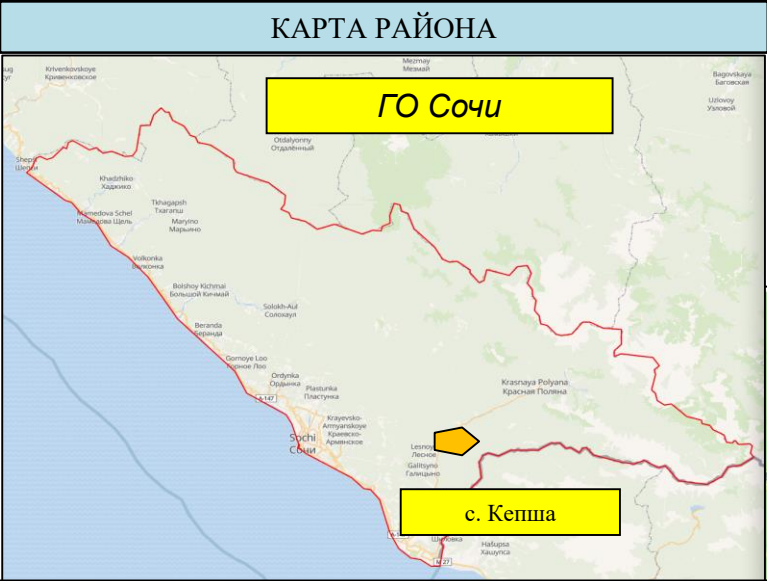 КАРТА РАЙОНА
Mezmay
Мезмай
Krivenkovskoye
Кривенковское
Bagovskaya
Баговская
ГО Сочи
Uzlovoy
Узловой
Otdalyonny
Отдалённый
Shepsi
Шепси
Khadzhiko
Хаджико
Tkhagapsh
Тхагапш
Mamedova Schel
Мамедова Щель
Maryino
Марьино
Volkonka
Волконка
Bolshoy Kichmai
Большой Кичмай
Solokh-Aul
Солохаул
Beranda
Беранда
Gornoye Loo
Горное Лоо
Ordynka
Ордынка
Plastunka
Пластунка
Krasnaya Polyana
Красная Поляна
A-147
Krayevsko-
Armyanskoye
Краевско-
Армянское
Sochi
СОЧИ
Lesnoye
Лесное
Galitsyno
Галицыно
с. Кепша
Hašupsa
Хашупса
M 27